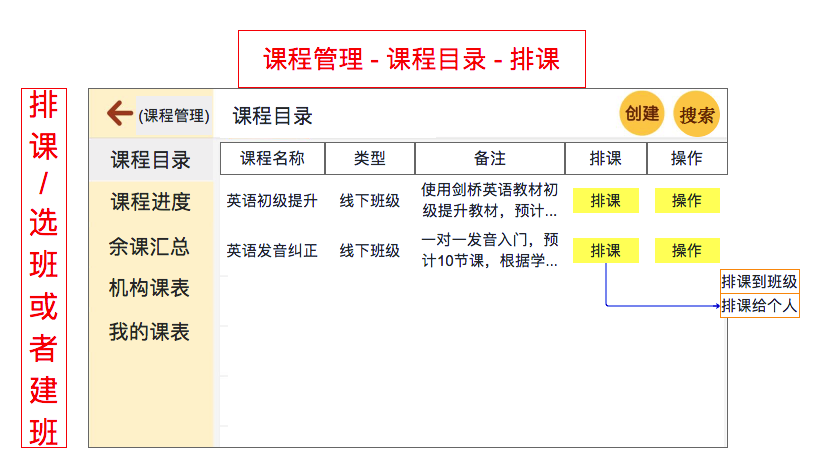 课程管理 - 课程目录 - 排课
排课/选班或者建班
(课程管理)
课程目录
创建
搜索
课程目录
课程进度
余课汇总
机构课表
我的课表
课程名称 类型 备注 排课 操作
英语初级提升 线下班级 使用剑桥英语教材初 排课 操作
级提升教材，预计...
英语发音纠正 线下班级 一对一发音入门，预 排课 操作
计10节课，根据学...
排课到班级
排课给个人